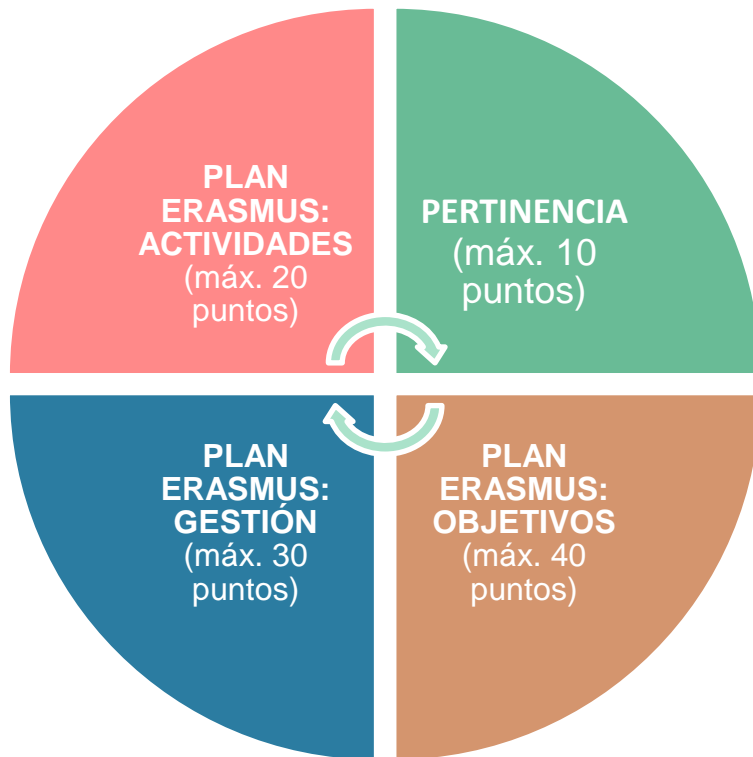 PLAN
ERASMUS:
ACTIVIDADES
(máx. 20
puntos)
PERTINENCIA
(máx. 10
puntos)
PLAN
ERASMUS:
GESTIÓN
(máx. 30
puntos)
PLAN
ERASMUS:
OBJETIVOS
(máx. 40
puntos)